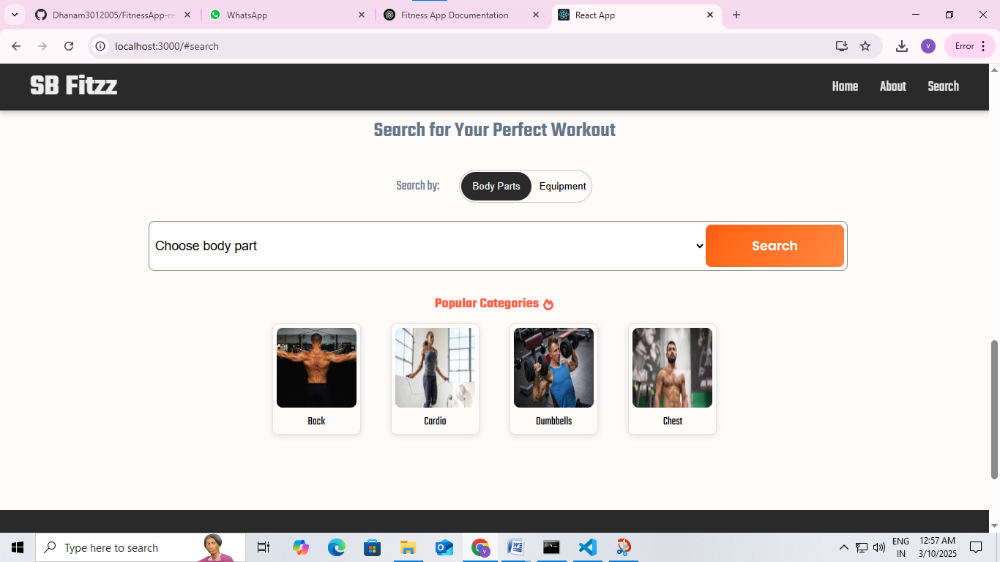 Dhanam3012005/FitnessApp-re
WhatsApp
Fitness App Documentation
React App
localhost:3000/#search
V
Error
SB Fitzz
Home About Search
Search for Your Perfect Workout
Search by: Body Parts Equipment
Choose body part
Search
Popular Categories
Back Cardio Dumbbells Chest
Type here to search
ENG
IN
12:57 AM
3/10/2025